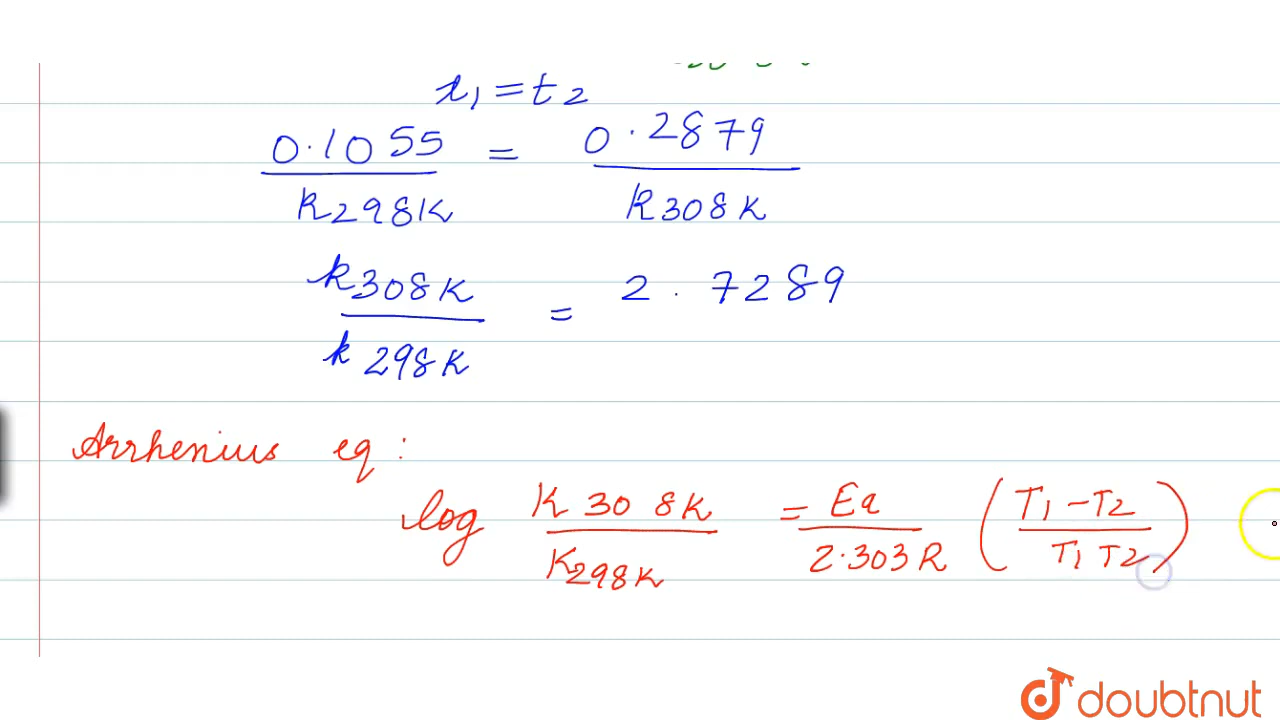 t1 = t2
0.1055 / k298K = 0.2879 / k308K
k308K / k298K = 2.7289
Arrhenius eq:
log K308K / K298K = Ea / 2.303R (T1 - T2 / T1 T2)
doubtnut